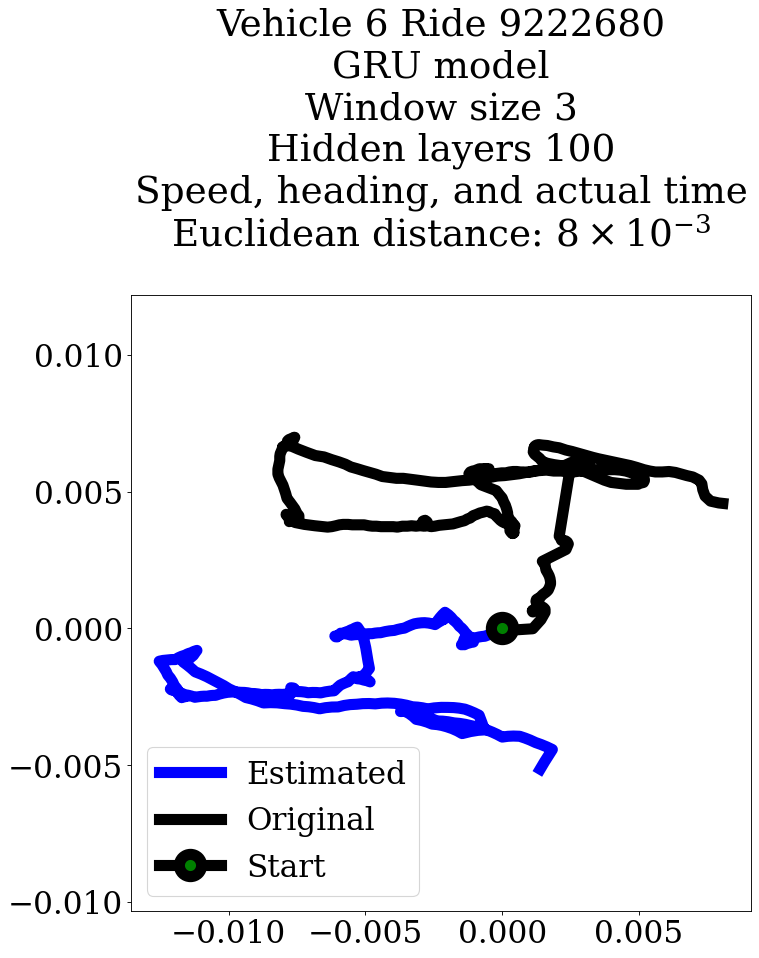 Vehicle 6 Ride 9222680
GRU model
Window size 3
Hidden layers 100
Speed, heading, and actual time
Euclidean distance: 8 × 10⁻³
0.010
0.005
0.000
−0.005
−0.010
Estimated
Original
Start
−0.010 −0.005 0.000 0.005